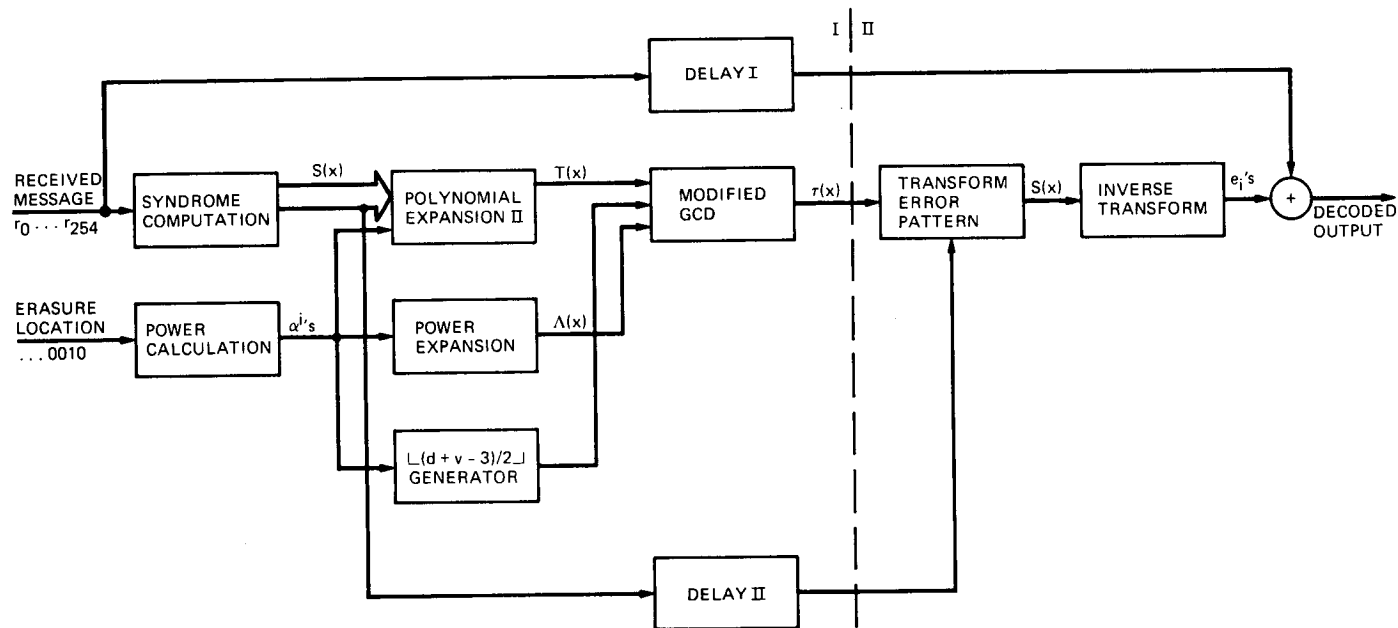 I II
DELAY I
RECEIVED
MESSAGE
r0 ... r254
SYNDROME
COMPUTATION
S(x)
POLYNOMIAL
EXPANSION II
T(x)
MODIFIED
GCD
τ(x)
TRANSFORM
ERROR
PATTERN
S(x)
INVERSE
TRANSFORM
ei's
+
DECODED
OUTPUT
ERASURE
LOCATION
...0010
POWER
CALCULATION
αi's
POWER
EXPANSION
Λ(x)
⌊(d + v − 3)/2⌋
GENERATOR
DELAY II